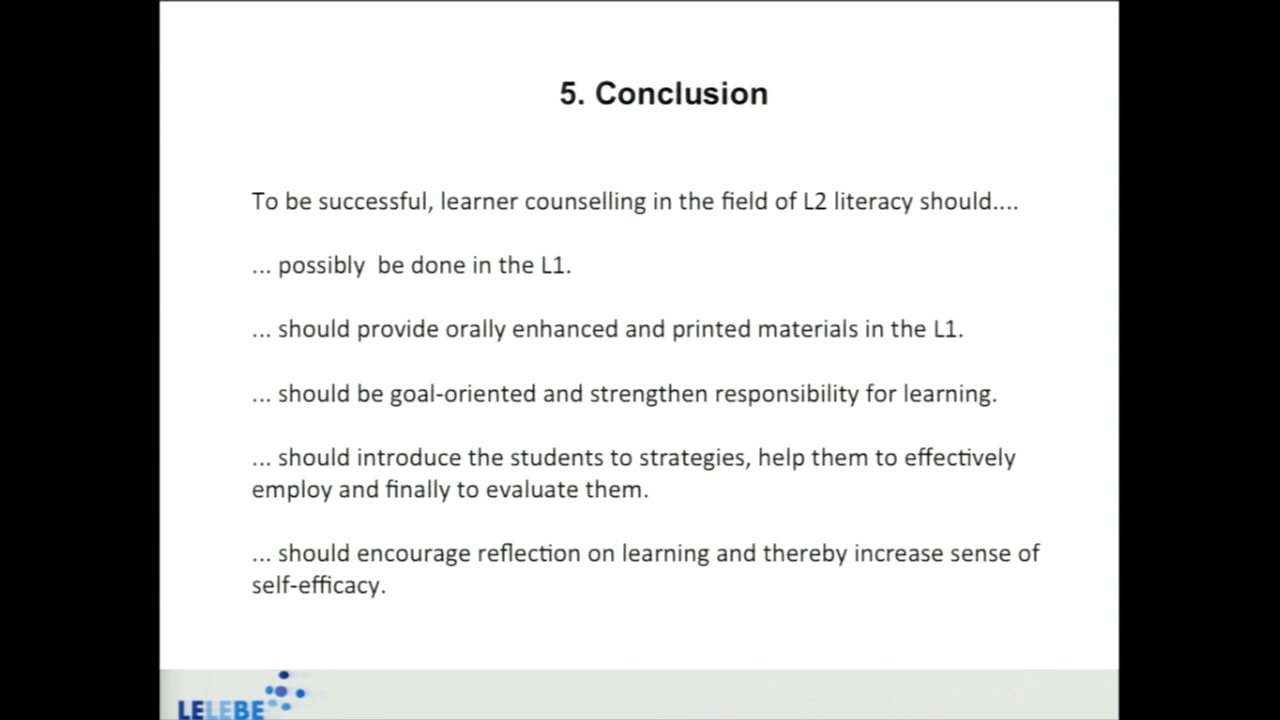 5. Conclusion
To be successful, learner counselling in the field of L2 literacy should....
... possibly  be done in the L1.
... should provide orally enhanced and printed materials in the L1.
... should be goal-oriented and strengthen responsibility for learning.
... should introduce the students to strategies, help them to effectively
employ and finally to evaluate them.
... should encourage reflection on learning and thereby increase sense of
self-efficacy.
LELEBE